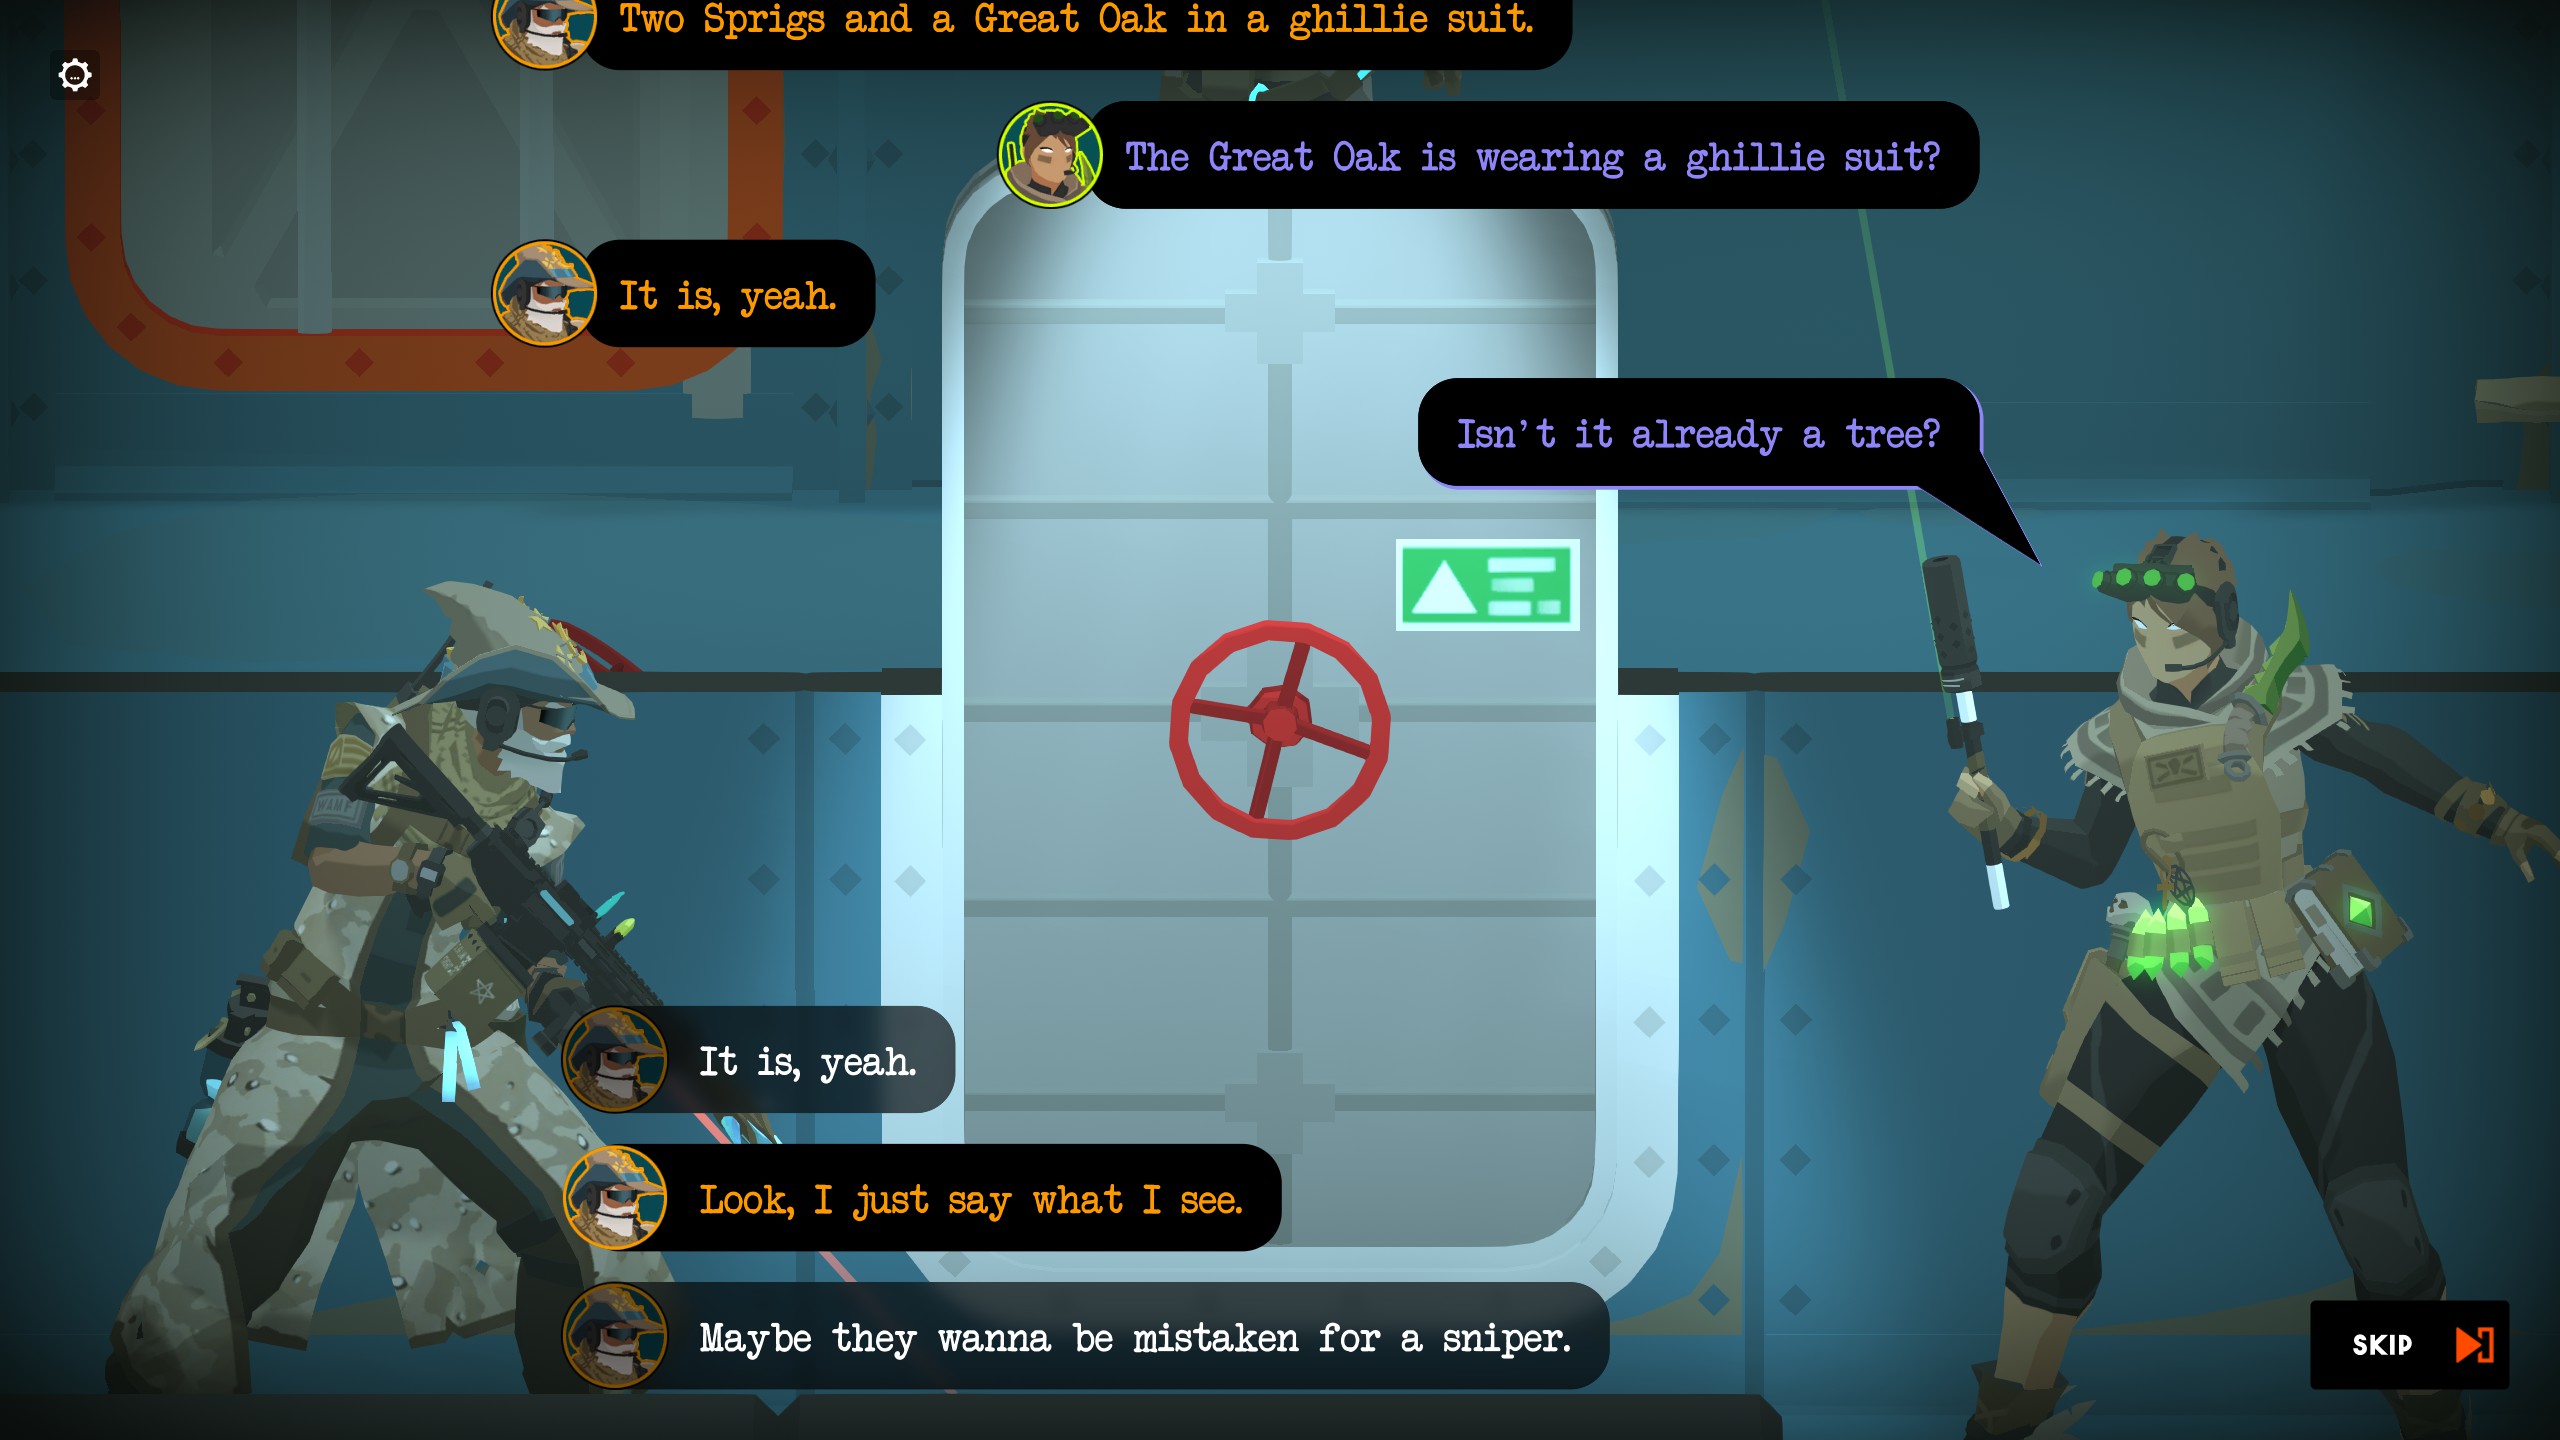 Two Sprigs and a Great Oak in a ghillie suit.
The Great Oak is wearing a ghillie suit?
It is, yeah.
Isn't it already a tree?
WAMP
It is, yeah.
Look, I just say what I see.
Maybe they wanna be mistaken for a sniper.
SKIP